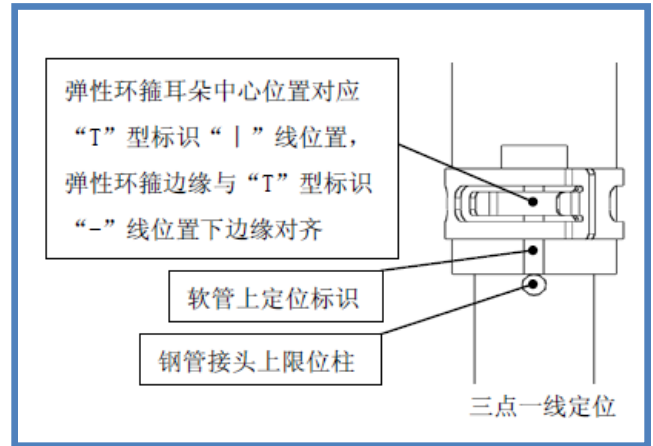 弹性环箍耳朵中心位置对应
“T”型标识“丨”线位置，
弹性环箍边缘与“T”型标识
“-”线位置下边缘对齐
软管上定位标识
钢管接头上限位柱
三点一线定位